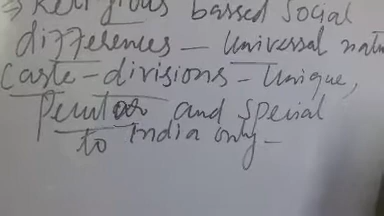 ⇒ Religious bassed Social
differences - Universal natu
Caste-divisions - Unique,
and Special
to India only -